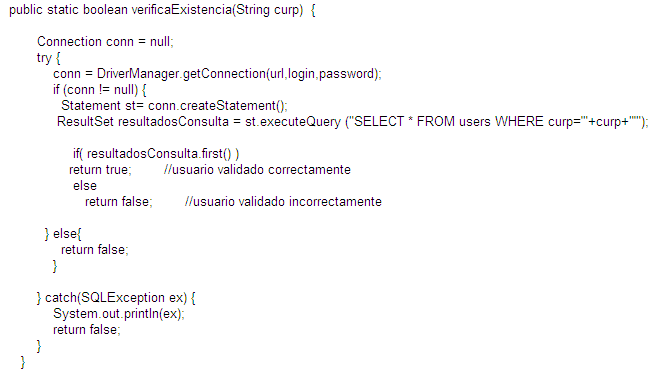 public static boolean verificaExistencia(String curp)  {
Connection conn = null;
try {
conn = DriverManager.getConnection(url,login,password);
if (conn != null) {
Statement st= conn.createStatement();
ResultSet resultadosConsulta = st.executeQuery ("SELECT * FROM users WHERE curp='"+curp+"'");
if( resultadosConsulta.first() )
return true;        //usuario validado correctamente
else
return false;        //usuario validado incorrectamente
} else{
return false;
}
} catch(SQLException ex) {
System.out.println(ex);
return false;
}
}